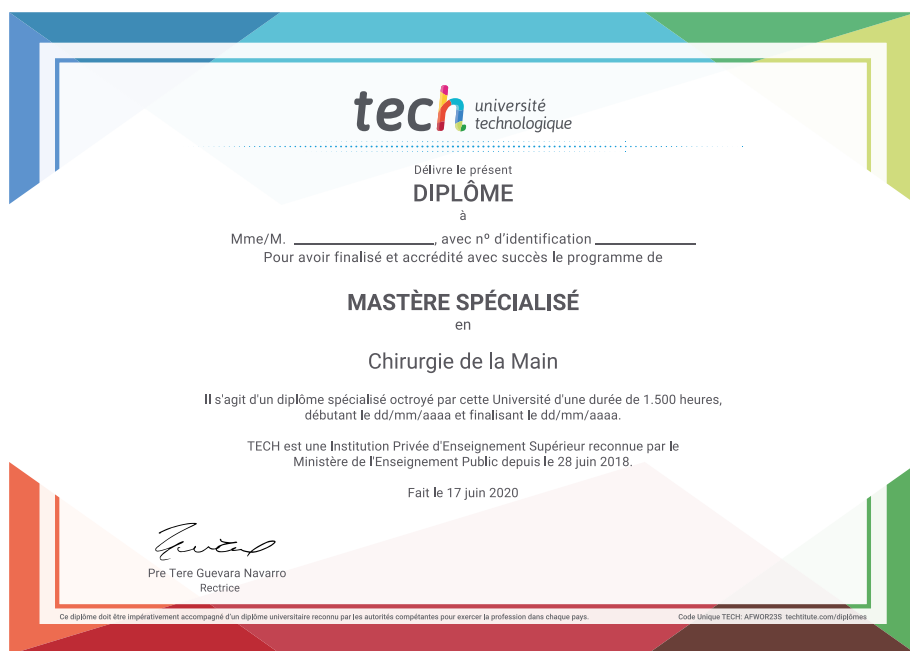 tech université
technologique
Délivre le présent
DIPLÔME
à
Mme/M. ____________, avec nº d'identification ____________
Pour avoir finalisé et accrédité avec succès le programme de
MASTÈRE SPÉCIALISÉ
en
Chirurgie de la Main
Il s'agit d'un diplôme spécialisé octroyé par cette Université d'une durée de 1.500 heures,
débutant le dd/mm/aaaa et finalisant le dd/mm/aaaa.
TECH est une Institution Privée d'Enseignement Supérieur reconnue par le
Ministère de l'Enseignement Public depuis le 28 juin 2018.
Fait le 17 juin 2020
Pre Tere Guevara Navarro
Rectrice
Ce diplôme doit être impérativement accompagné d'un diplôme universitaire reconnu par les autorités compétantes pour exercer la profession dans chaque pays.
Code Unique TECH: AFWOR23S techtitute.com/diplômes